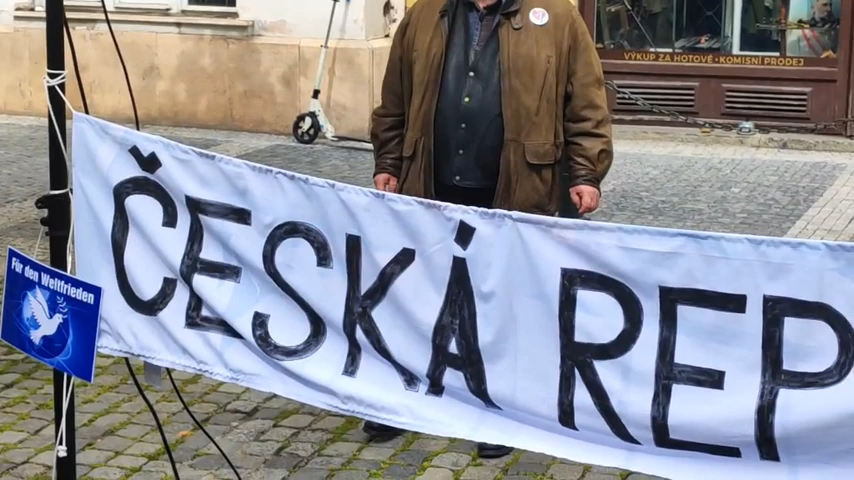 VÝKUP ZA HOTOVÉ • KOMISNÍ PRODEJ
ČESKÁ REP
Für den Weltfrieden